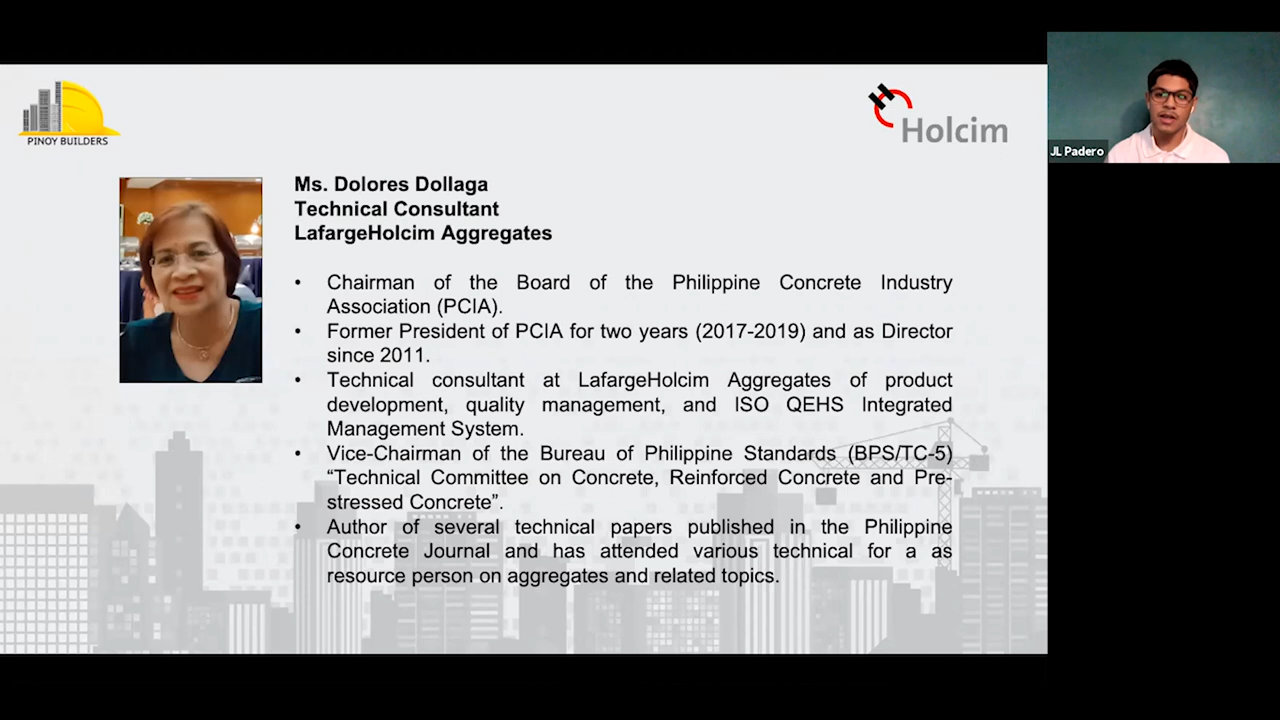 PINOY BUILDERS
Holcim
JL Padero
Ms. Dolores Dollaga
Technical Consultant
LafargeHolcim Aggregates
• Chairman of the Board of the Philippine Concrete Industry
Association (PCIA).
• Former President of PCIA for two years (2017-2019) and as Director
since 2011.
• Technical consultant at LafargeHolcim Aggregates of product
development, quality management, and ISO QEHS Integrated
Management System.
• Vice-Chairman of the Bureau of Philippine Standards (BPS/TC-5)
“Technical Committee on Concrete, Reinforced Concrete and Pre-
stressed Concrete”.
• Author of several technical papers published in the Philippine
Concrete Journal and has attended various technical for a as
resource person on aggregates and related topics.